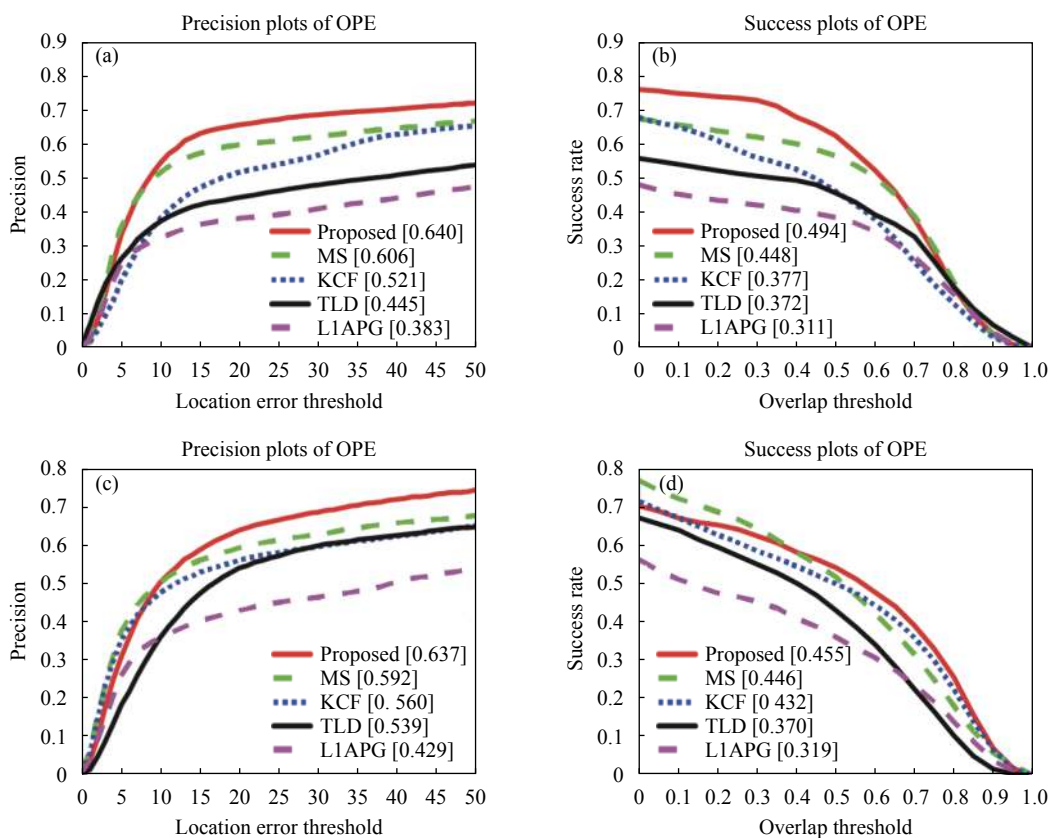 Precision plots of OPE
(a)
0.9
0.8
0.7
0.6
0.5
0.4
0.3
0.2
0.1
0
Precision
Proposed [0.640]
MS [0.606]
KCF [0.521]
TLD [0.445]
L1APG [0.383]
0 5 10 15 20 25 30 35 40 45 50
Location error threshold
Success plots of OPE
(b)
0.9
0.8
0.7
0.6
0.5
0.4
0.3
0.2
0.1
0
Success rate
Proposed [0.494]
MS [0.448]
KCF [0.377]
TLD [0.372]
L1APG [0.311]
0 0.1 0.2 0.3 0.4 0.5 0.6 0.7 0.8 0.9 1.0
Overlap threshold
Precision plots of OPE
(c)
0.8
0.7
0.6
0.5
0.4
0.3
0.2
0.1
0
Precision
Proposed [0.637]
MS [0.592]
KCF [0. 560]
TLD [0.539]
L1APG [0.429]
0 5 10 15 20 25 30 35 40 45 50
Location error threshold
Success plots of OPE
(d)
0.8
0.7
0.6
0.5
0.4
0.3
0.2
0.1
0
Success rate
Proposed [0.455]
MS [0.446]
KCF [0 432]
TLD [0.370]
L1APG [0.319]
0 0.1 0.2 0.3 0.4 0.5 0.6 0.7 0.8 0.9 1.0
Overlap threshold